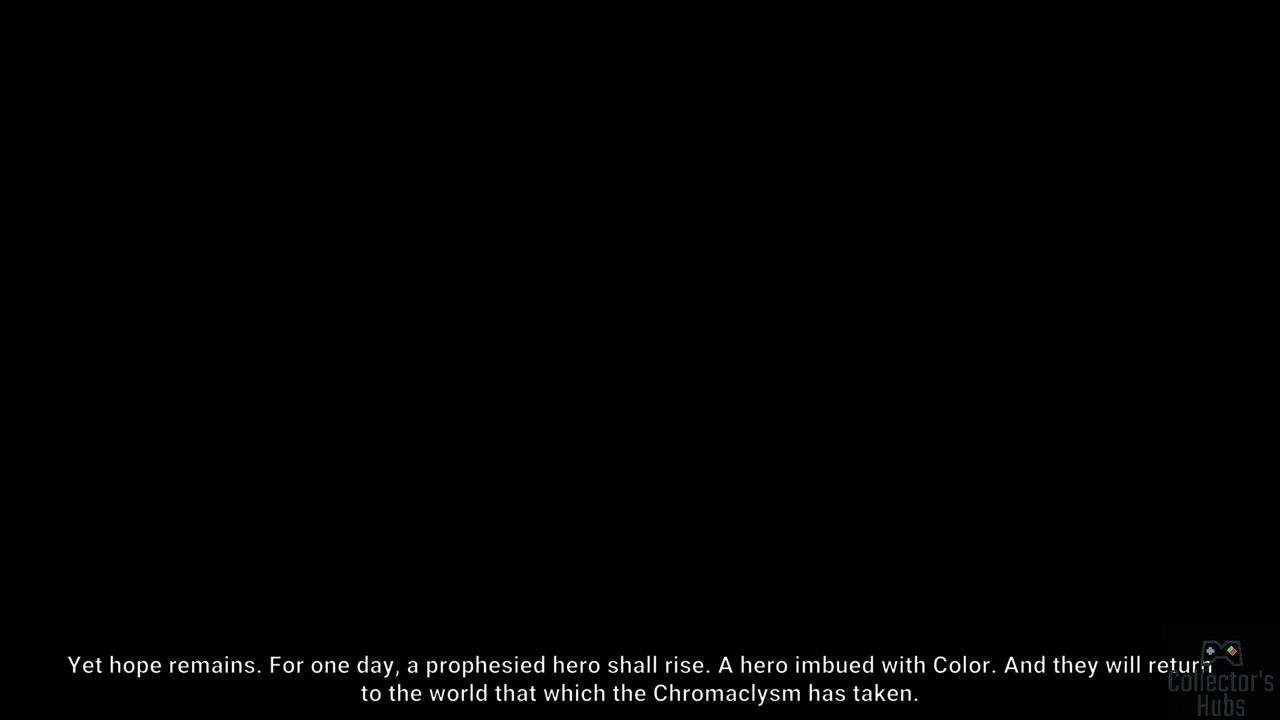 Yet hope remains. For one day, a prophesied hero shall rise. A hero imbued with Color. And they will return
to the world that which the Chromaclysm has taken.
Collector's
Hubs